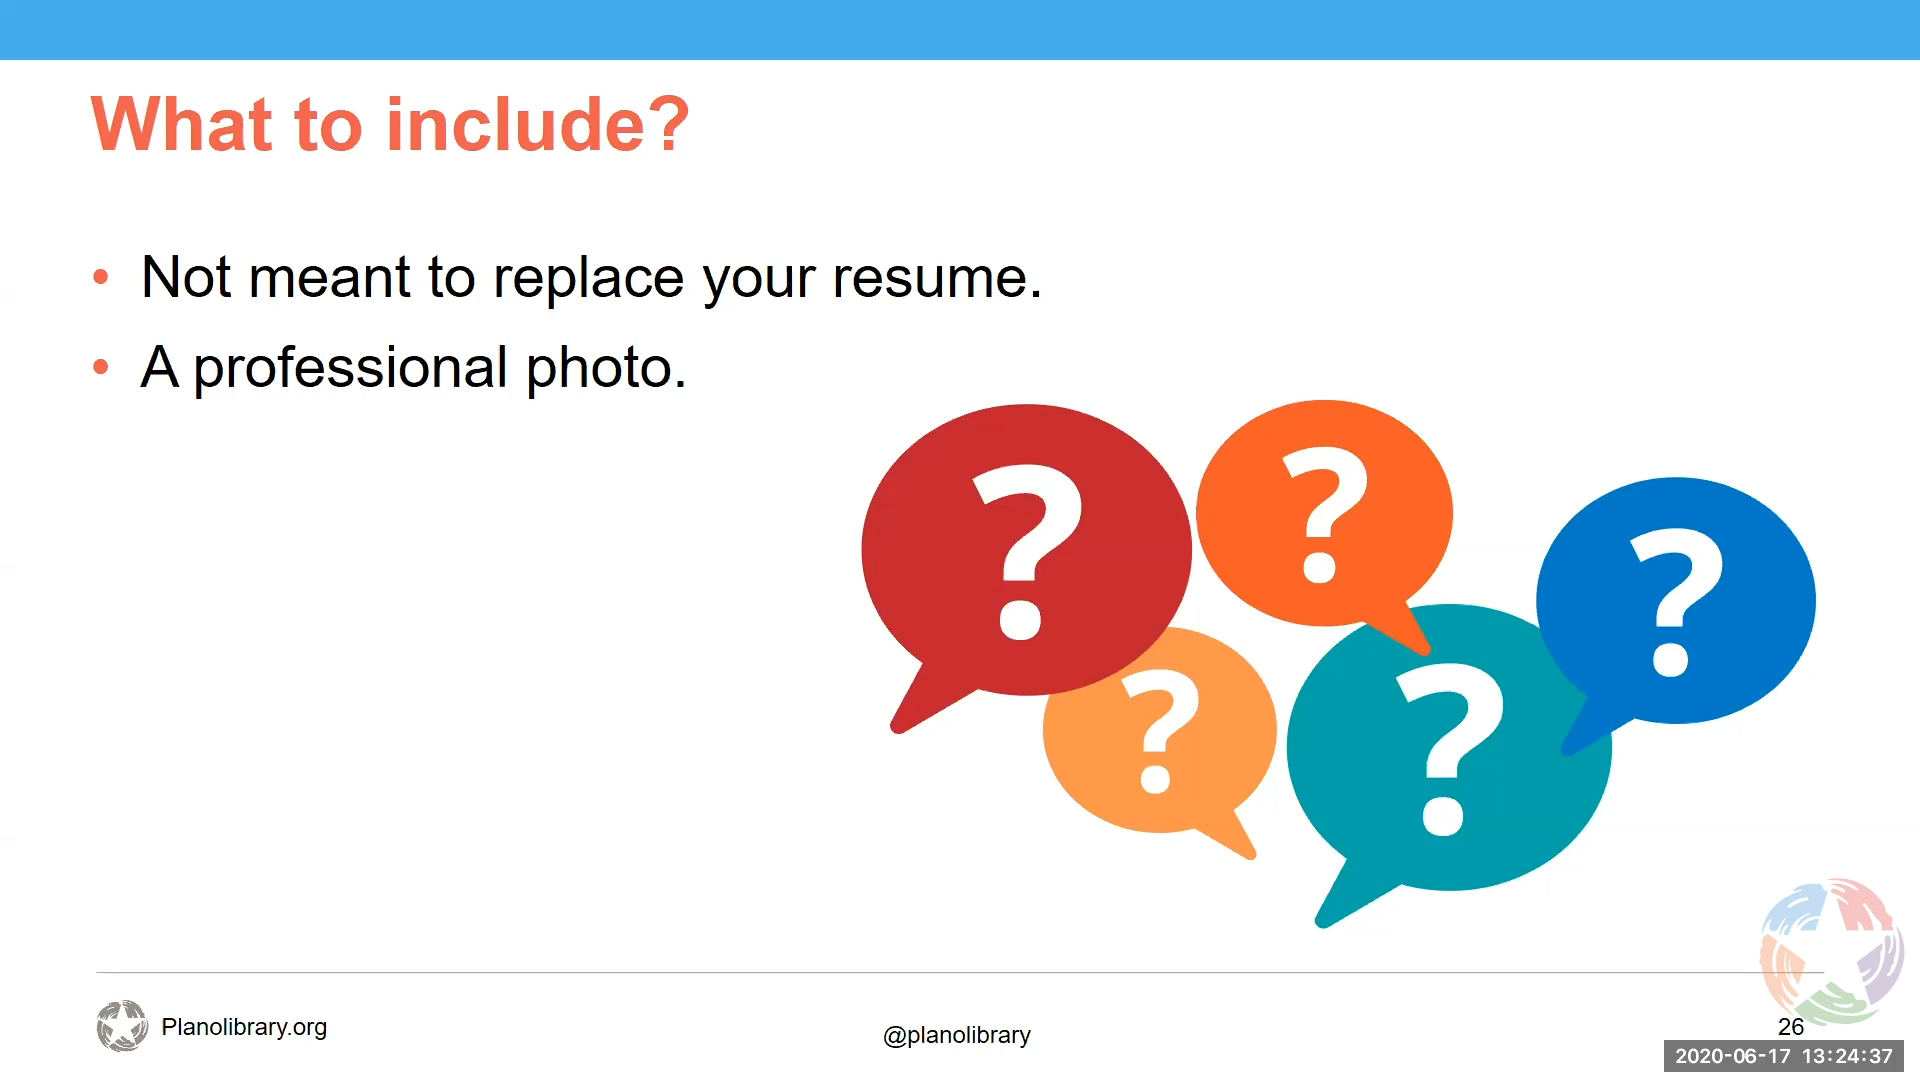 What to include?
• Not meant to replace your resume.
• A professional photo.
?
?
?
?
?
Planolibrary.org
@planolibrary
26
2020-06-17 13:24:37